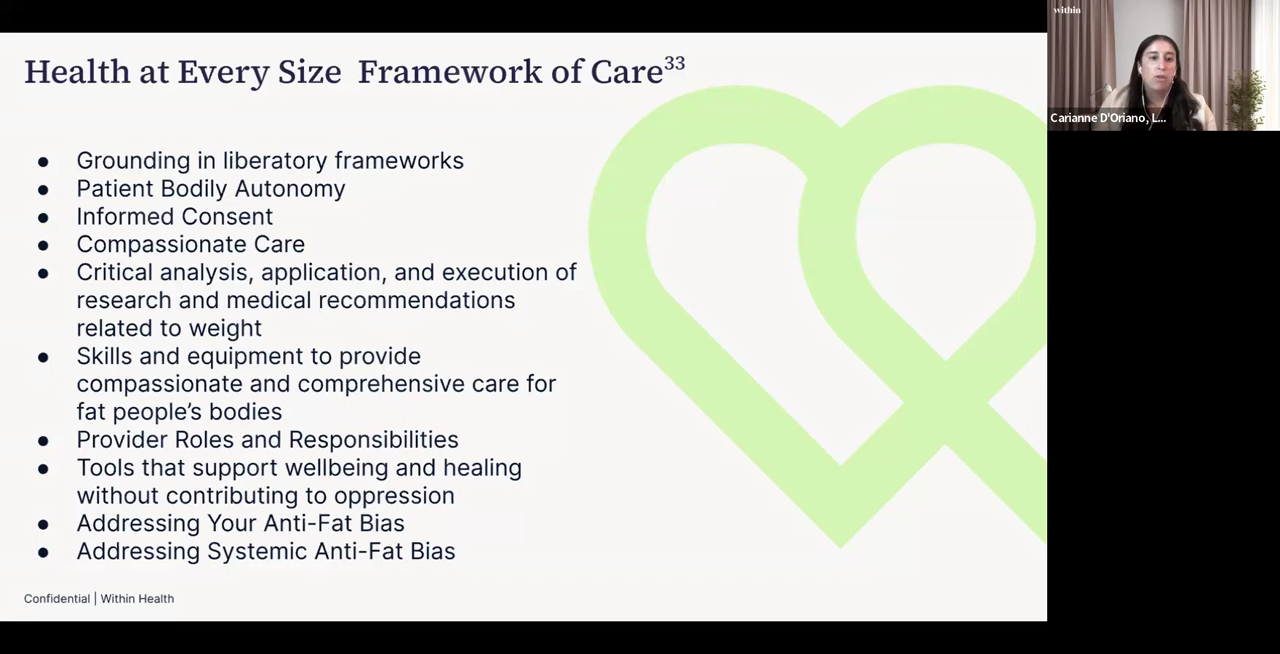 Health at Every Size Framework of Care33
● Grounding in liberatory frameworks
● Patient Bodily Autonomy
● Informed Consent
● Compassionate Care
● Critical analysis, application, and execution of
research and medical recommendations
related to weight
● Skills and equipment to provide
compassionate and comprehensive care for
fat people’s bodies
● Provider Roles and Responsibilities
● Tools that support wellbeing and healing
without contributing to oppression
● Addressing Your Anti-Fat Bias
● Addressing Systemic Anti-Fat Bias
Confidential | Within Health
within
Carianne D'Oriano, L...